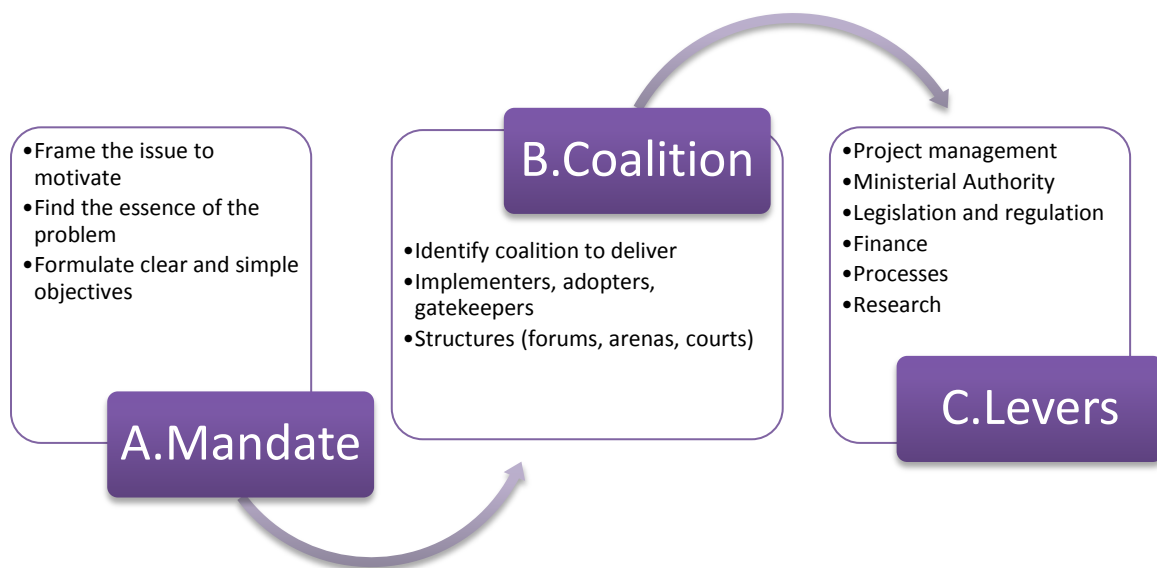 •Frame the issue to
motivate
•Find the essence of the
problem
•Formulate clear and simple
objectives
A.Mandate
B.Coalition
•Identify coalition to deliver
•Implementers, adopters,
gatekeepers
•Structures (forums, arenas, courts)
•Project management
•Ministerial Authority
•Legislation and regulation
•Finance
•Processes
•Research
C.Levers